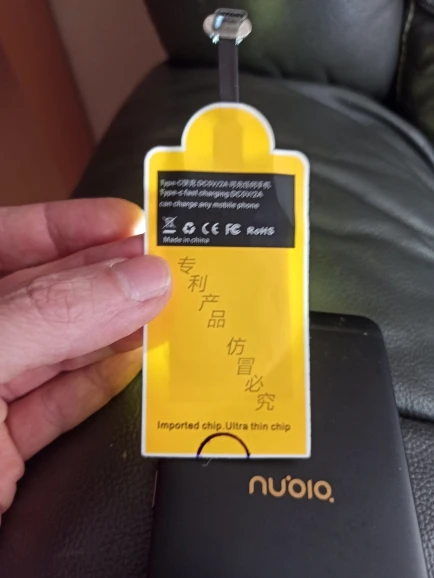 Type-c fast charging DC5V/2A
can charge any mobile phone
CE FC RoHS
Made in china
专利产品
仿冒必究
Imported chip Ultra thin chip
nubia